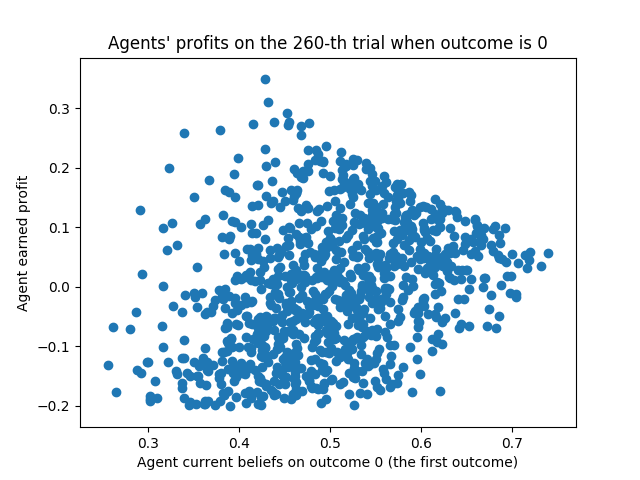 Agents' profits on the 260-th trial when outcome is 0
Agent earned profit
0.3
0.2
0.1
0.0
−0.1
−0.2
0.3 0.4 0.5 0.6 0.7
Agent current beliefs on outcome 0 (the first outcome)